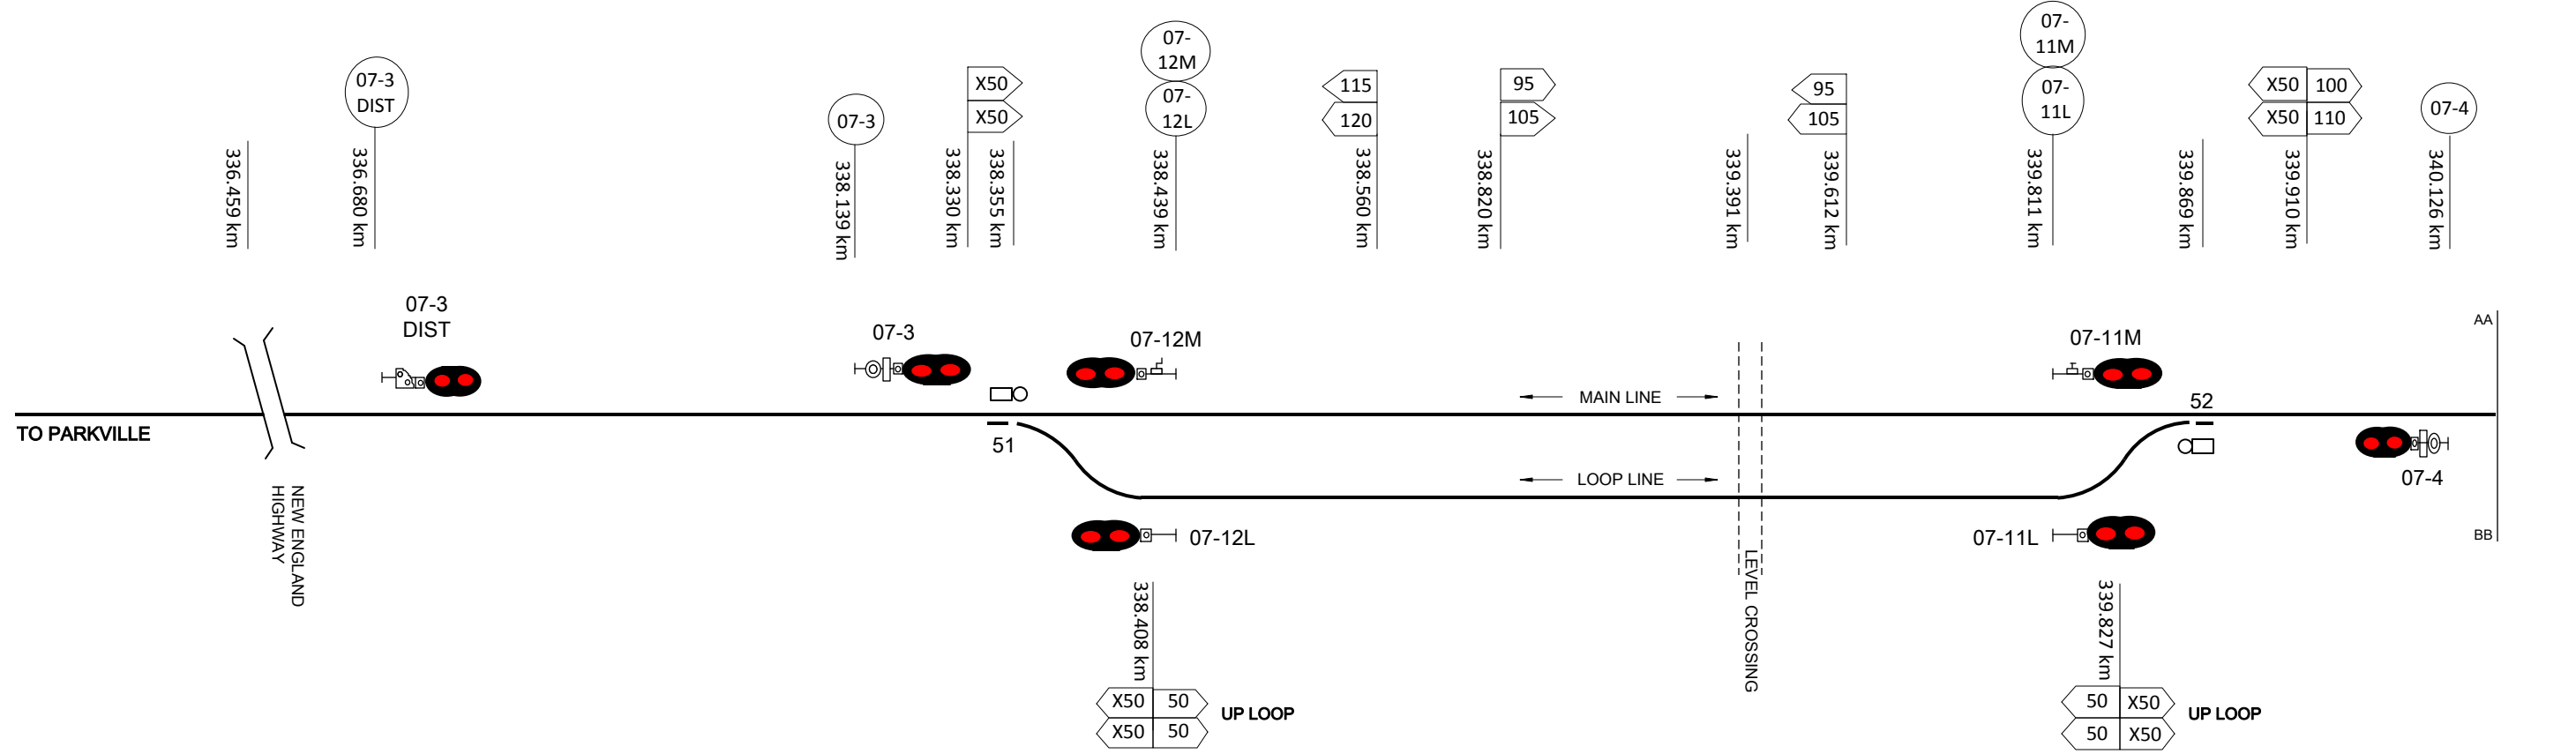 07-3
DIST
07-3
X50
X50
07-
12M
07-
12L
115
120
95
105
95
105
07-
11M
07-
11L
X50 100
X50 110
07-4
336.459 km
336.680 km
338.139 km
338.330 km
338.355 km
338.439 km
338.560 km
338.820 km
339.391 km
339.612 km
339.811 km
339.869 km
339.910 km
340.126 km
07-3
DIST
07-3
07-12M
07-11M
AA
MAIN LINE
52
TO PARKVILLE
51
07-4
LOOP LINE
NEW ENGLAND
HIGHWAY
07-12L
LEVEL CROSSING
07-11L
BB
338.408 km
X50 50
X50 50
UP LOOP
339.827 km
50 X50
50 X50
UP LOOP